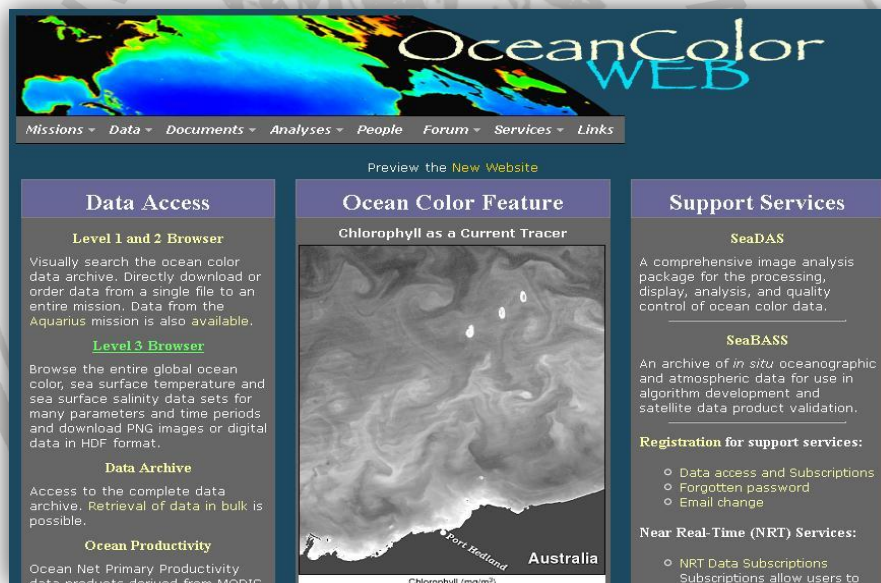 OceanColor
WEB
Missions Data Documents Analyses People Forum Services Links
Preview the New Website
Data Access
Level 1 and 2 Browser
Visually search the ocean color
data archive. Directly download or
order data from a single file to an
entire mission. Data from the
Aquarius mission is also available.
Level 3 Browser
Browse the entire global ocean
color, sea surface temperature and
sea surface salinity data sets for
many parameters and time periods
and download PNG images or digital
data in HDF format.
Data Archive
Access to the complete data
archive. Retrieval of data in bulk is
possible.
Ocean Productivity
Ocean Net Primary Productivity
data products derived from MODIS
Ocean Color Feature
Chlorophyll as a Current Tracer
Port Hedland
Australia
Chlorophyll (mg/m³)
Support Services
SeaDAS
A comprehensive image analysis
package for the processing,
display, analysis, and quality
control of ocean color data.
SeaBASS
An archive of in situ oceanographic
and atmospheric data for use in
algorithm development and
satellite data product validation.
Registration for support services:
Data access and Subscriptions
Forgotten password
Email change
Near Real-Time (NRT) Services:
NRT Data Subscriptions
Subscriptions allow users to